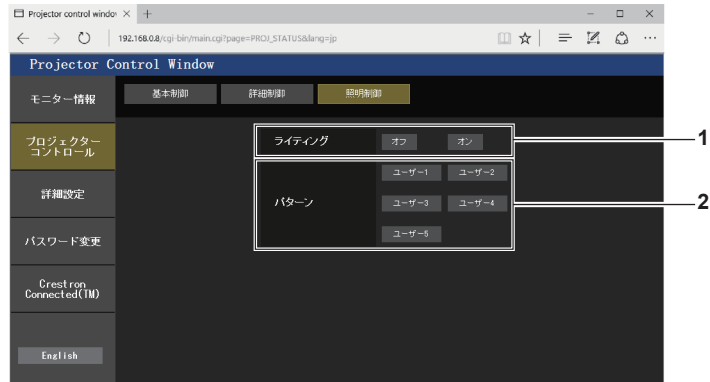 Projector control windov × +
192.168.0.8/cgi-bin/main.cgi?page=PROJ_STATUS&lang=jp
Projector Control Window
モニター情報
基本制御 詳細制御 照明制御
プロジェクター
コントロール
ライティング オフ オン 1
パターン ユーザー1 ユーザー2 2
ユーザー3 ユーザー4
ユーザー5
詳細設定
パスワード変更
Crestron
Connected(TM)
English